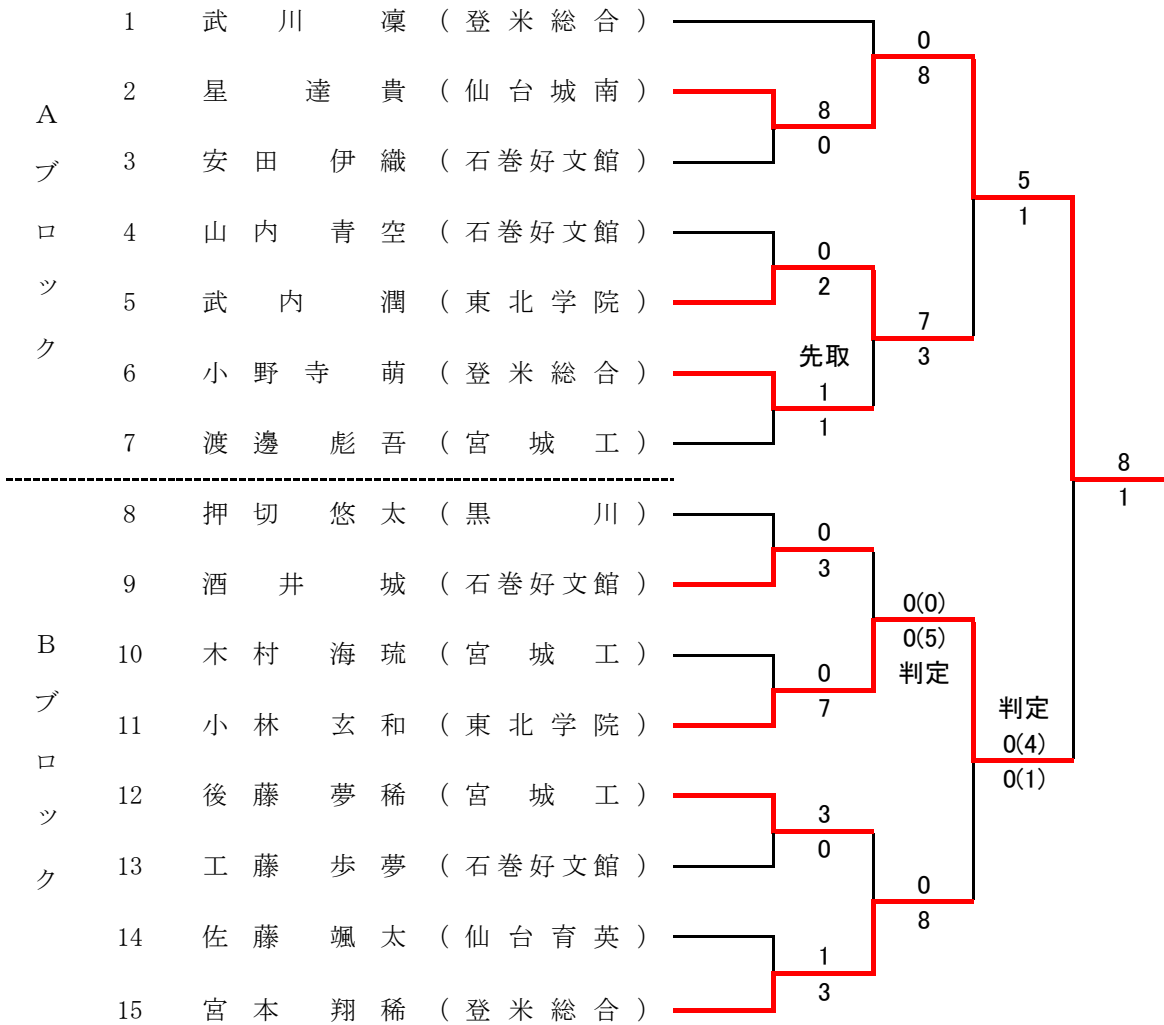 Aブロック
1 武川 凜 (登米総合)
2 星 達貴 (仙台城南)
3 安田 伊織 (石巻好文館)
4 山内 青空 (石巻好文館)
5 武内 潤 (東北学院)
6 小野寺 萌 (登米総合)
7 渡邊 彪吾 (宮城工)
Bブロック
8 押切 悠太 (黒川)
9 酒井 城 (石巻好文館)
10 木村 海琉 (宮城工)
11 小林 玄和 (東北学院)
12 後藤 夢稀 (宮城工)
13 工藤 歩夢 (石巻好文館)
14 佐藤 颯太 (仙台育英)
15 宮本 翔稀 (登米総合)
8
0
0
2
先取
1
1
0
3
0
7
3
0
1
3
0
8
7
3
0(0)
0(5)
判定
0
8
5
1
判定
0(4)
0(1)
8
1